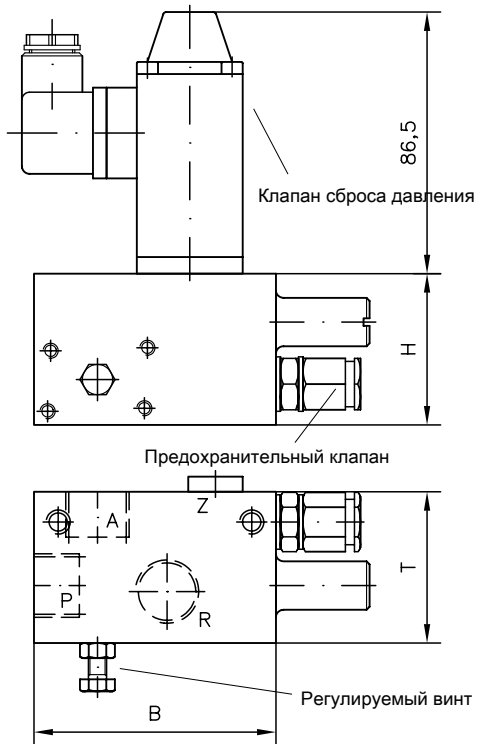 86,5
Клапан сброса давления
H
Предохранительный клапан
A
Z
T
P
R
Регулируемый винт
B